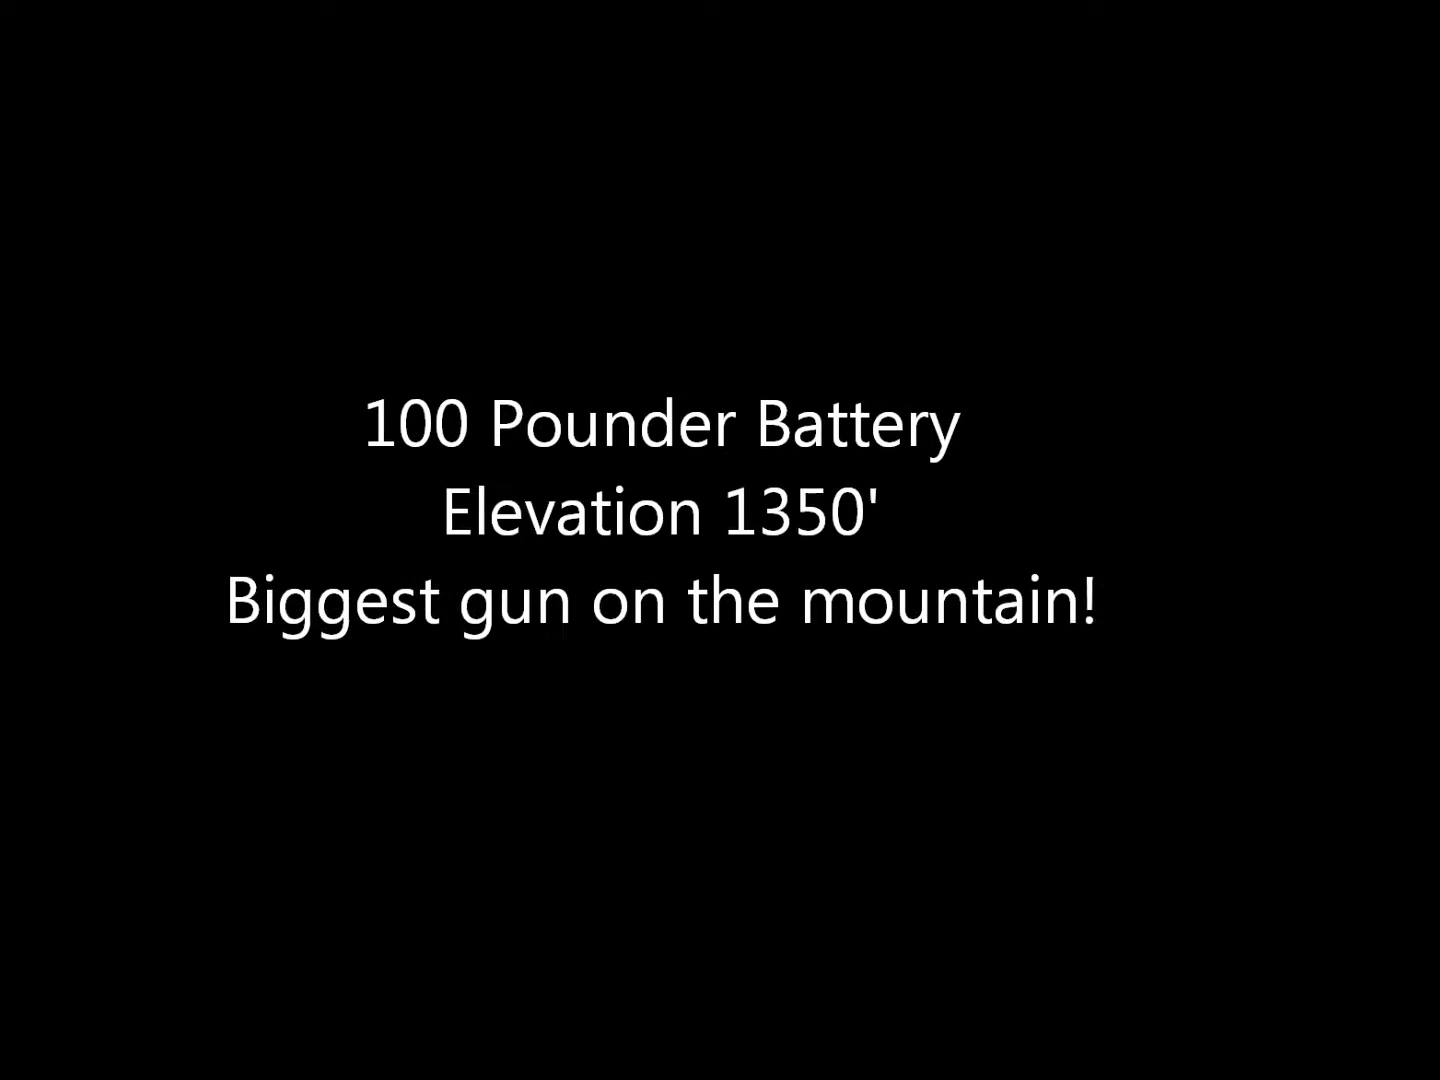 100 Pounder Battery
Elevation 1350'
Biggest gun on the mountain!